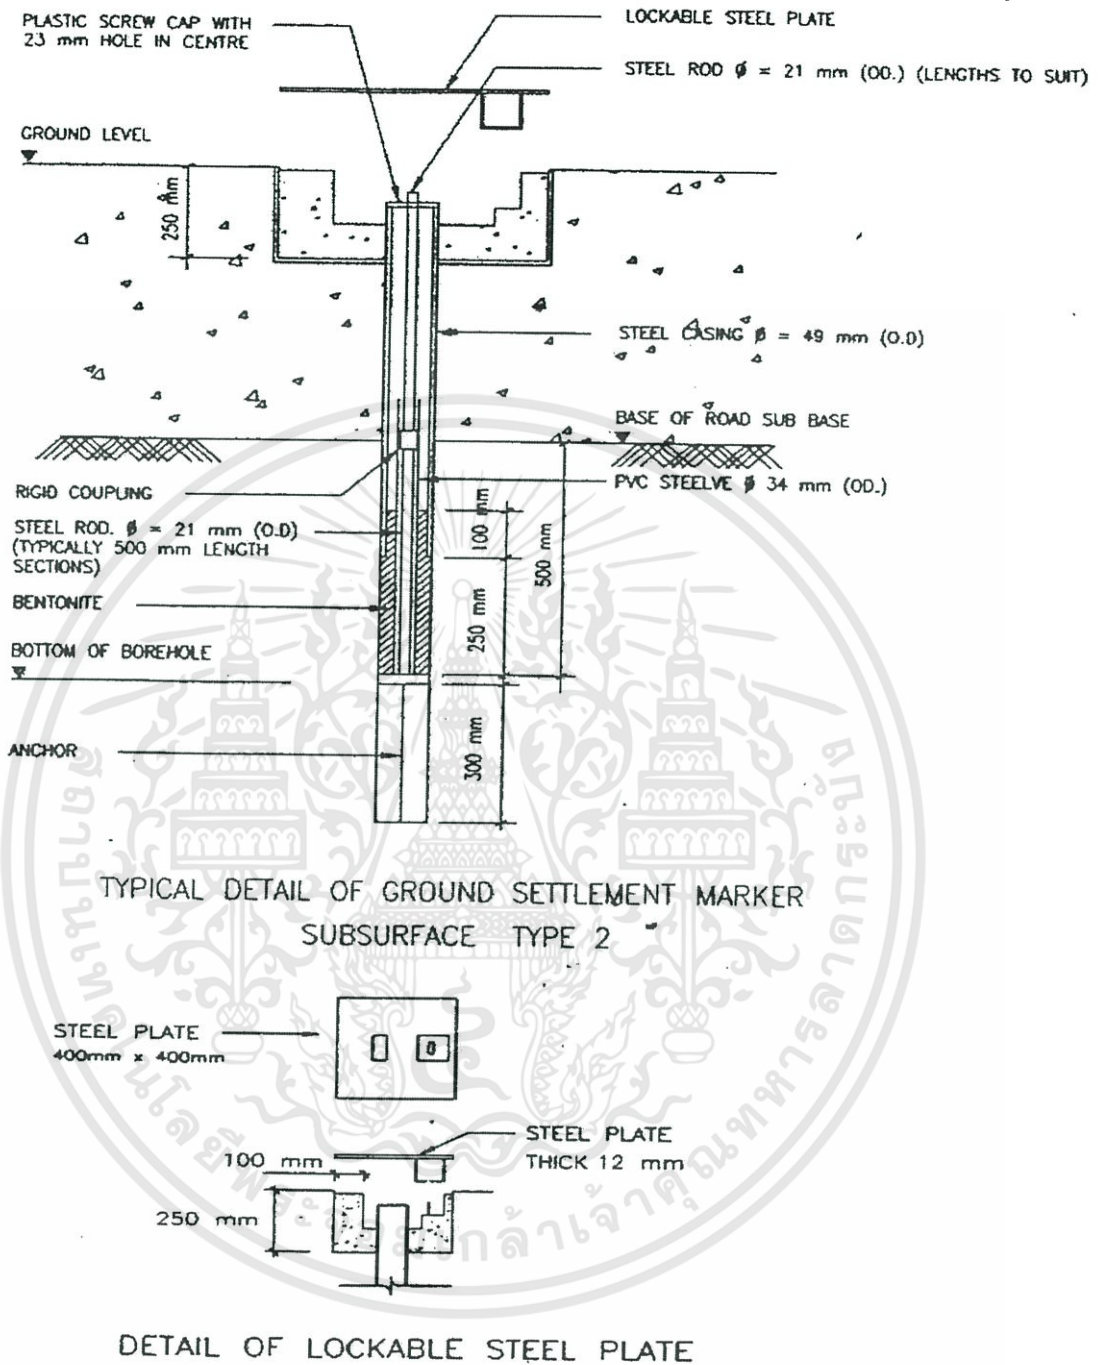 PLASTIC SCREW CAP WITH
23 mm HOLE IN CENTRE
LOCKABLE STEEL PLATE
STEEL ROD ϕ = 21 mm (OD.) (LENGTHS TO SUIT)
GROUND LEVEL
250 mm
STEEL CASING ϕ = 49 mm (O.D)
BASE OF ROAD SUB BASE
RIGID COUPLING
PVC STEELVE ϕ 34 mm (OD.)
STEEL ROD. ϕ = 21 mm (O.D)
(TYPICALLY 500 mm LENGTH
SECTIONS)
100 mm
500 mm
BENTONITE
250 mm
BOTTOM OF BOREHOLE
ANCHOR
300 mm
TYPICAL DETAIL OF GROUND SETTLEMENT MARKER
SUBSURFACE TYPE 2
STEEL PLATE
400mm x 400mm
STEEL PLATE
THICK 12 mm
100 mm
250 mm
DETAIL OF LOCKABLE STEEL PLATE